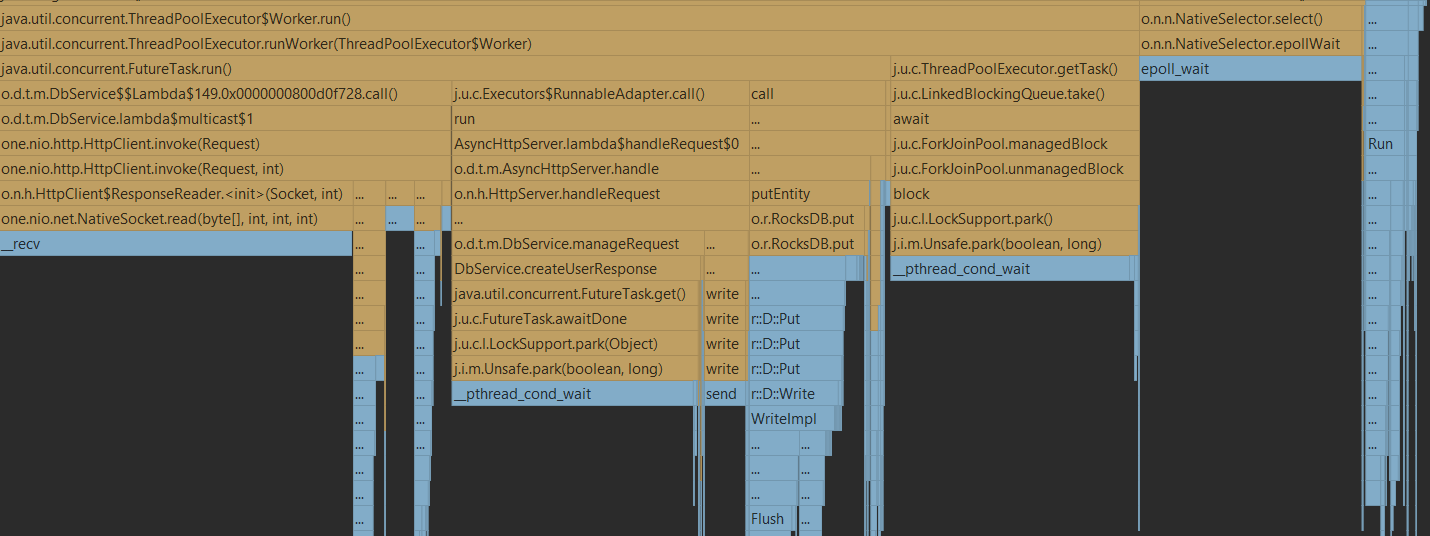 java.util.concurrent.ThreadPoolExecutor$Worker.run() o.n.n.NativeSelector.select() ...
java.util.concurrent.ThreadPoolExecutor.runWorker(ThreadPoolExecutor$Worker) o.n.n.NativeSelector.epollWait ...
java.util.concurrent.FutureTask.run() j.u.c.ThreadPoolExecutor.getTask() epoll_wait ...
o.d.t.m.DbService$$Lambda$149.0x0000000800d0f728.call() j.u.c.Executors$RunnableAdapter.call() call j.u.c.LinkedBlockingQueue.take() ...
o.d.t.m.DbService.lambda$multicast$1 run ... await ...
one.nio.http.HttpClient.invoke(Request) AsyncHttpServer.lambda$handleRequest$0 ... j.u.c.ForkJoinPool.managedBlock Run
one.nio.http.HttpClient.invoke(Request, int) o.d.t.m.AsyncHttpServer.handle ... j.u.c.ForkJoinPool.unmanagedBlock ...
o.n.h.HttpClient$ResponseReader.<init>(Socket, int) ... ... ... o.n.h.HttpServer.handleRequest putEntity block ...
one.nio.net.NativeSocket.read(byte[], int, int, int) ... ... ... ... o.r.RocksDB.put j.u.c.l.LockSupport.park() ...
__recv ... ... o.d.t.m.DbService.manageRequest ... o.r.RocksDB.put j.i.m.Unsafe.park(boolean, long) ...
... ... DbService.createUserResponse ... ... __pthread_cond_wait ...
... ... java.util.concurrent.FutureTask.get() write ... ...
... ... j.u.c.FutureTask.awaitDone write r::D::Put ...
... ... j.u.c.l.LockSupport.park(Object) write r::D::Put ...
... ... j.i.m.Unsafe.park(boolean, long) write r::D::Put ...
... ... __pthread_cond_wait send r::D::Write ...
... ... WriteImpl ...
... ... ... ... ...
... ... ... ... ...
... ... ... ... ...
... ... Flush ...